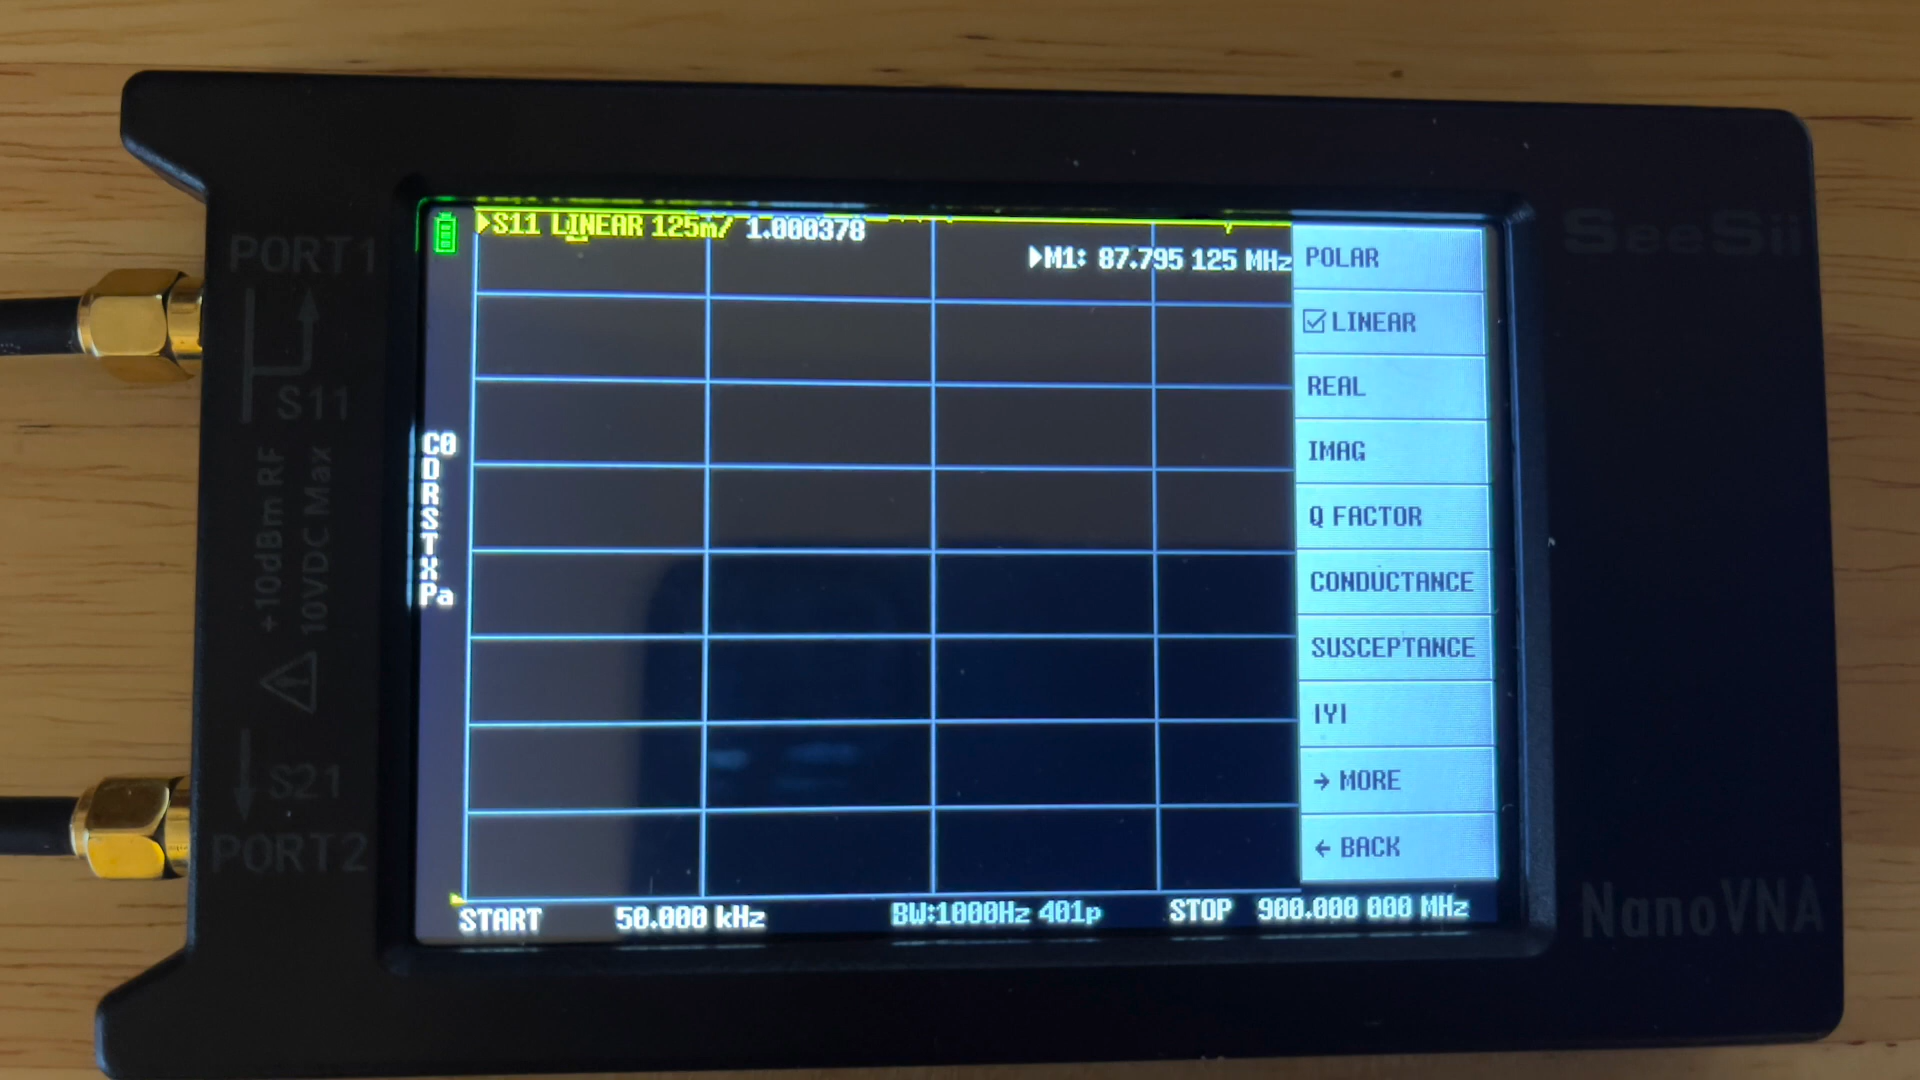 SeeSii
PORT1
S11
+10dBm RF
10VDC Max
S21
PORT2
S11 LINEAR 125m/ 1.000378
M1: 87.795 125 MHz
C0
D
R
S
T
X
Pa
POLAR
LINEAR
REAL
IMAG
Q FACTOR
CONDUCTANCE
SUSCEPTANCE
|Y|
→ MORE
← BACK
START 50.000 kHz BW:1000Hz 401p STOP 900.000 000 MHz
NanoVNA